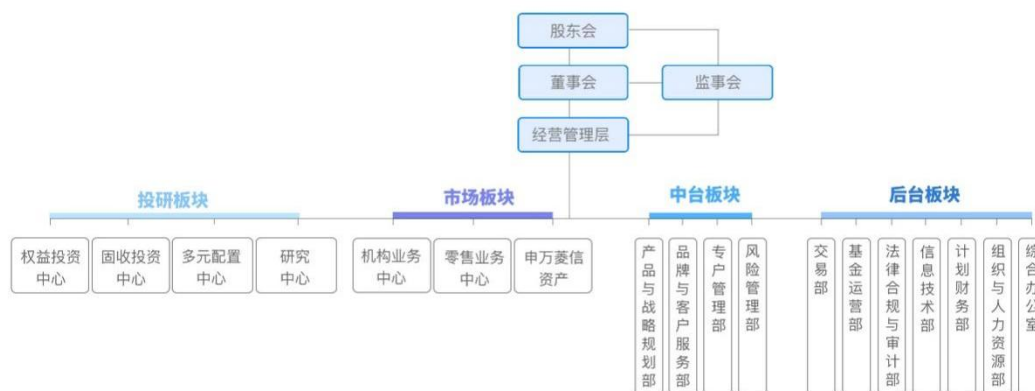 股东会
董事会
监事会
经营管理层
投研板块
市场板块
中台板块
后台板块
权益投资
中心
固收投资
中心
多元配置
中心
研究
中心
机构业务
中心
零售业务
中心
申万菱信
资产
产品与战略规划部
品牌与客户服务部
专户管理部
风险管理部
交易部
基金运营部
法律合规与审计部
信息技术部
计划财务部
组织与人力资源部
综合办公室